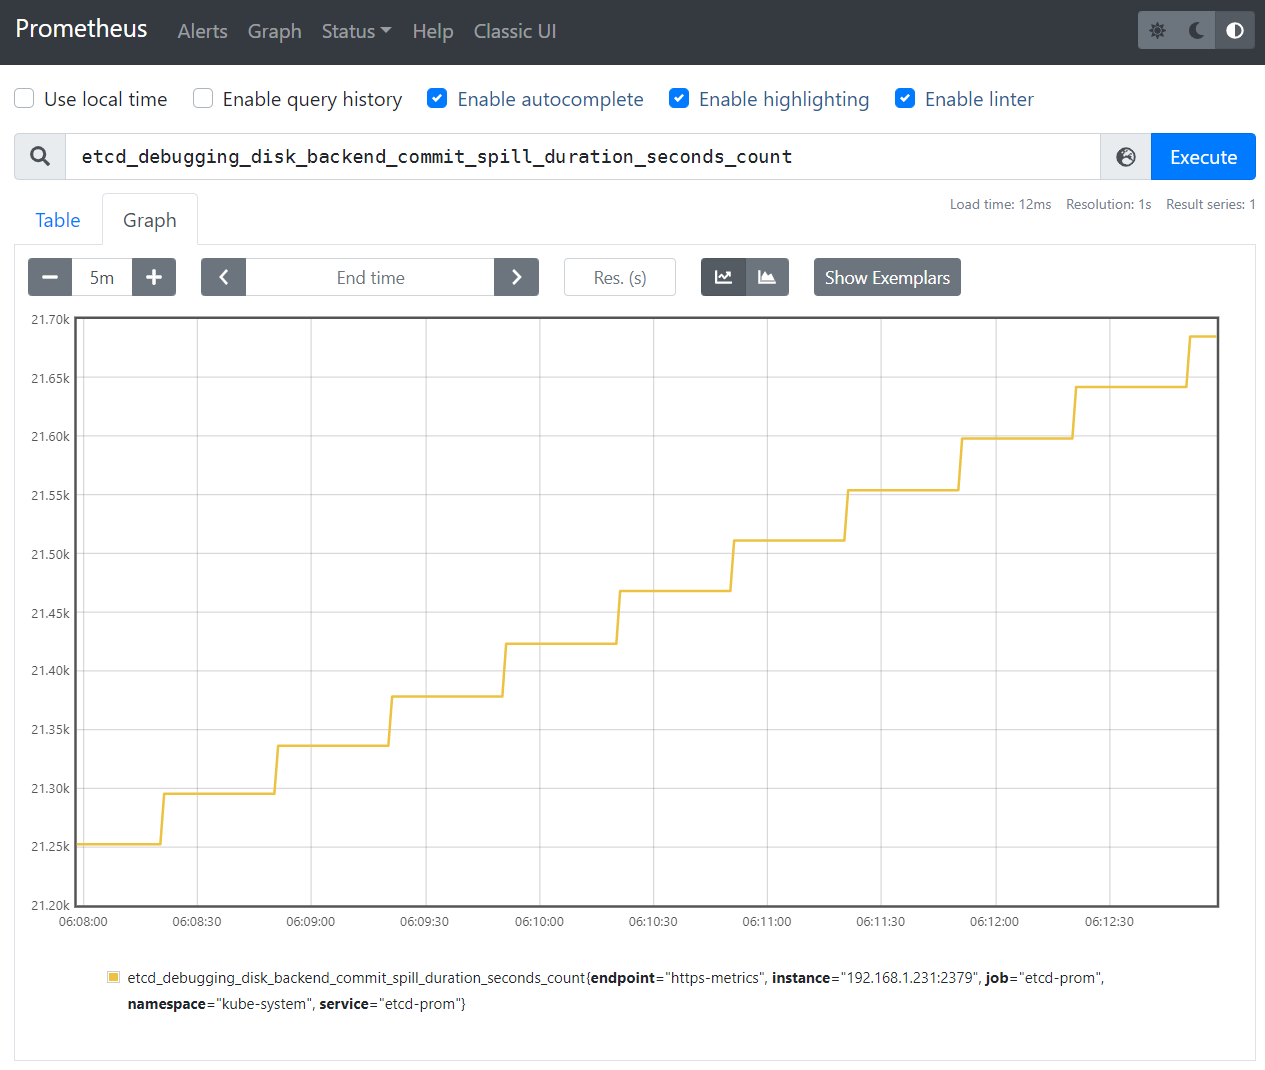 Prometheus Alerts Graph Status Help Classic UI
Use local time Enable query history Enable autocomplete Enable highlighting Enable linter
etcd_debugging_disk_backend_commit_spill_duration_seconds_count Execute
Load time: 12ms Resolution: 1s Result series: 1
Table Graph
5m End time Res. (s) Show Exemplars
21.70k
21.65k
21.60k
21.55k
21.50k
21.45k
21.40k
21.35k
21.30k
21.25k
21.20k
06:08:00 06:08:30 06:09:00 06:09:30 06:10:00 06:10:30 06:11:00 06:11:30 06:12:00 06:12:30
etcd_debugging_disk_backend_commit_spill_duration_seconds_count{endpoint="https-metrics", instance="192.168.1.231:2379", job="etcd-prom",
namespace="kube-system", service="etcd-prom"}